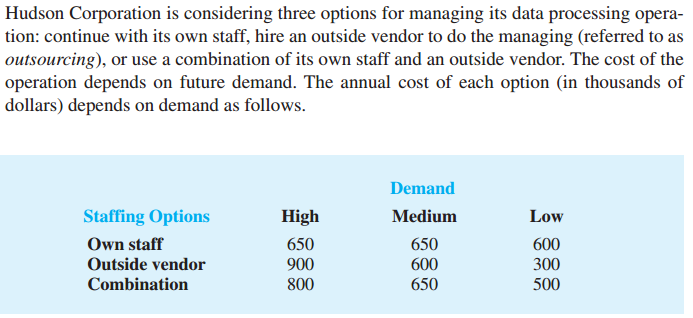 Hudson Corporation is considering three options for managing its data processing opera-
tion: continue with its own staff, hire an outside vendor to do the managing (referred to as
outsourcing), or use a combination of its own staff and an outside vendor. The cost of the
operation depends on future demand. The annual cost of each option (in thousands of
dollars) depends on demand as follows.
Demand
Staffing Options High Medium Low
Own staff 650 650 600
Outside vendor 900 600 300
Combination 800 650 500